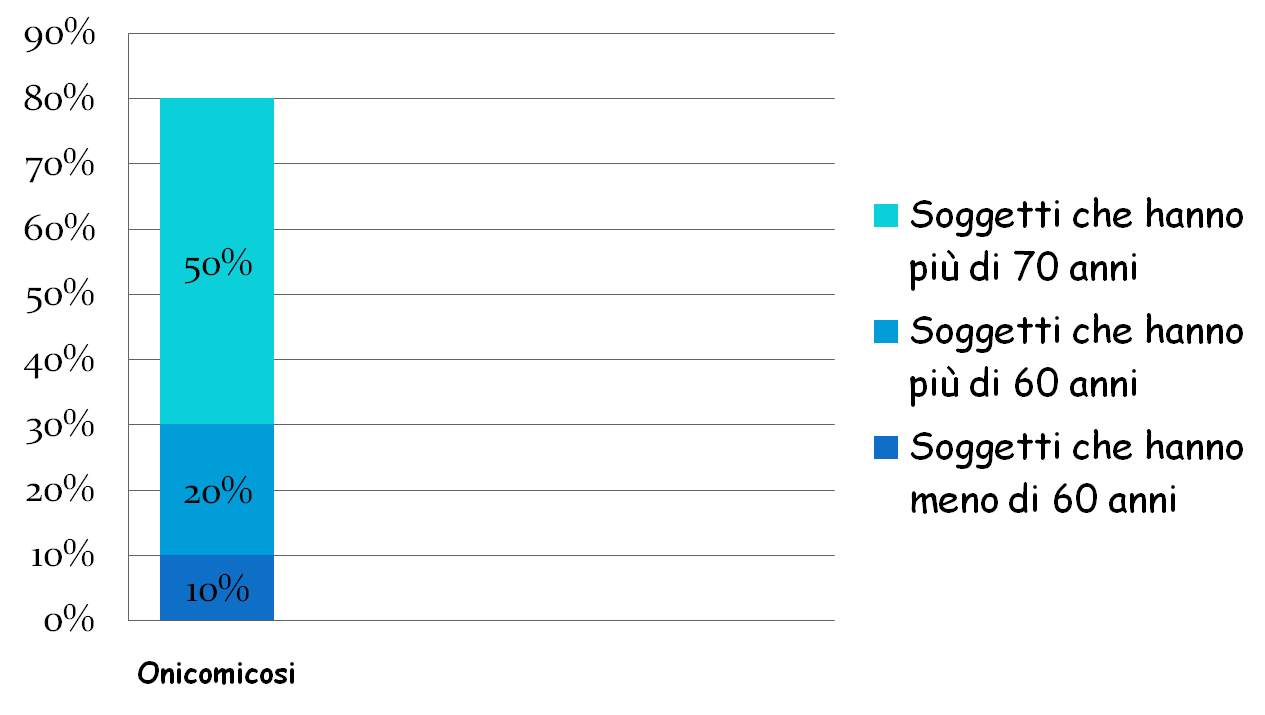 90%
80%
70%
60%
50%
40%
30%
20%
10%
0%
50%
20%
10%
Onicomicosi
Soggetti che hanno
più di 70 anni
Soggetti che hanno
più di 60 anni
Soggetti che hanno
meno di 60 anni